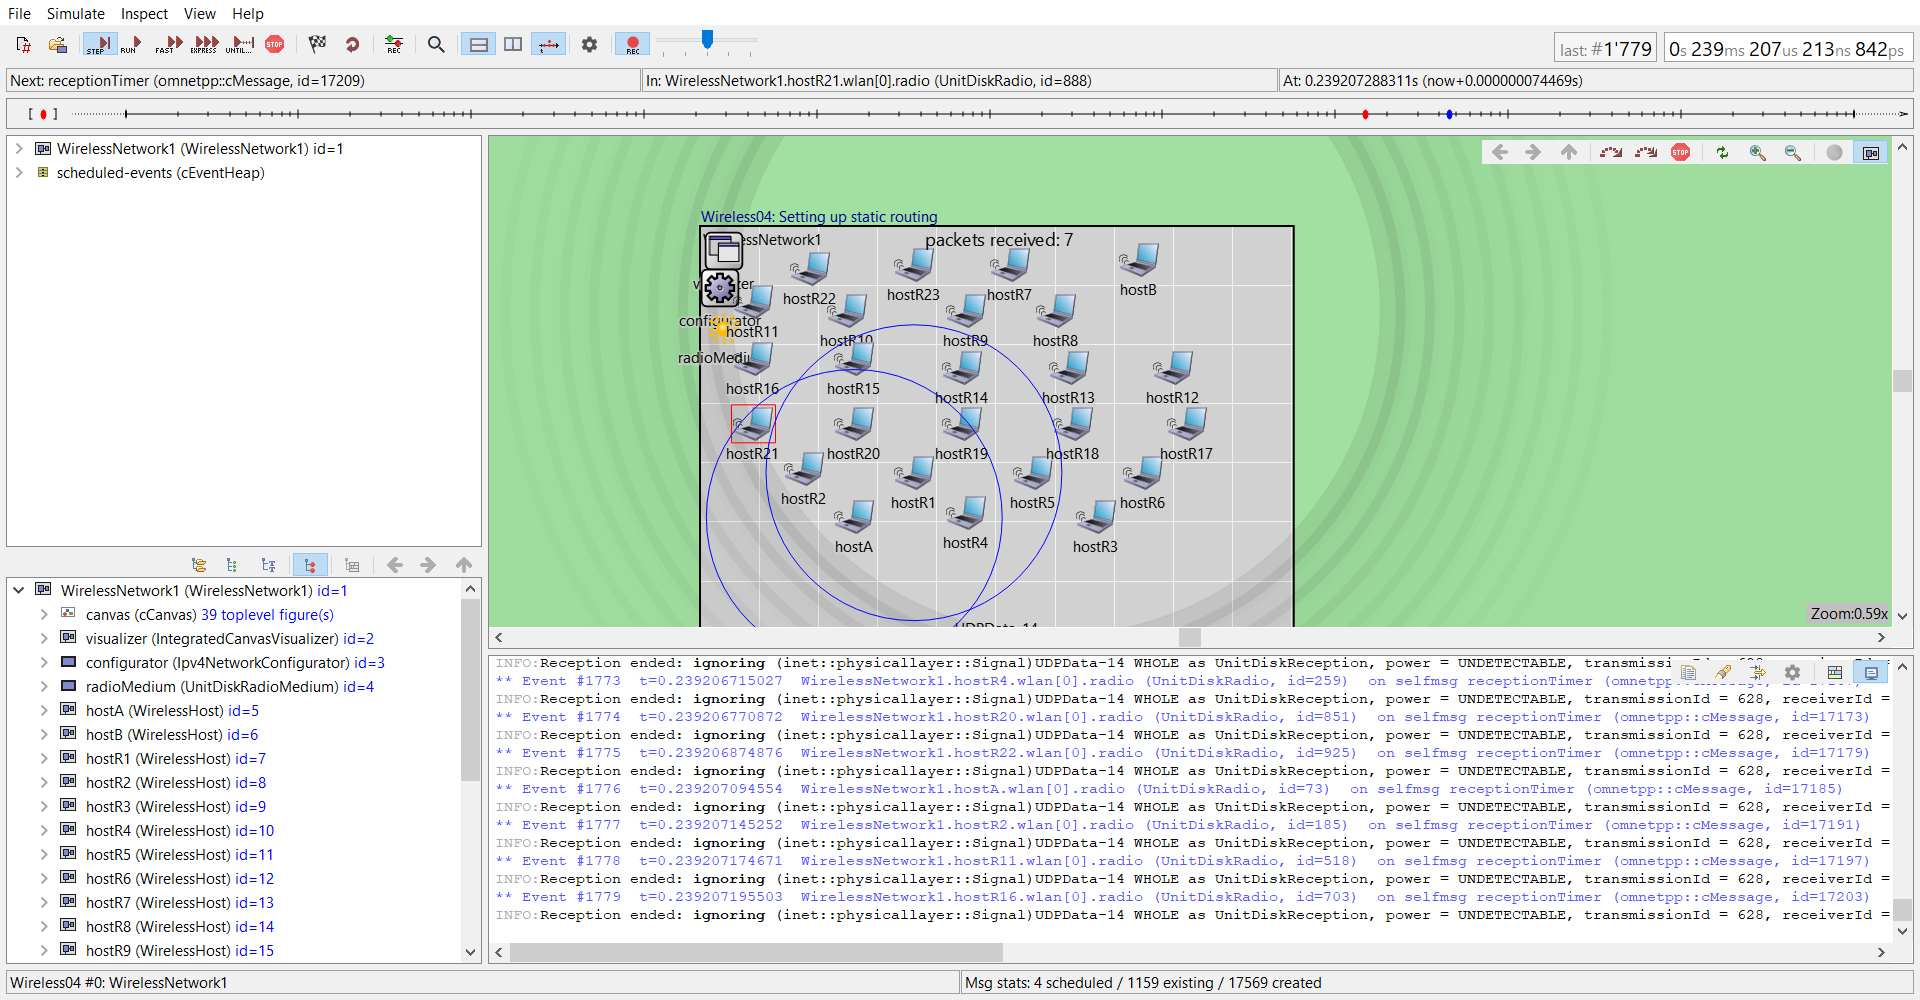 File Simulate Inspect View Help
STEP RUN FAST EXPRESS UNTIL... STOP REC REC
last: #1'779 0s 239ms 207us 213ns 842ps
Next: receptionTimer (omnetpp::cMessage, id=17209) In: WirelessNetwork1.hostR21.wlan[0].radio (UnitDiskRadio, id=888) At: 0.239207288311s (now+0.000000074469s)
WirelessNetwork1 (WirelessNetwork1) id=1
scheduled-events (cEventHeap)
WirelessNetwork1 (WirelessNetwork1) id=1
canvas (cCanvas) 39 toplevel figure(s)
visualizer (IntegratedCanvasVisualizer) id=2
configurator (Ipv4NetworkConfigurator) id=3
radioMedium (UnitDiskRadioMedium) id=4
hostA (WirelessHost) id=5
hostB (WirelessHost) id=6
hostR1 (WirelessHost) id=7
hostR2 (WirelessHost) id=8
hostR3 (WirelessHost) id=9
hostR4 (WirelessHost) id=10
hostR5 (WirelessHost) id=11
hostR6 (WirelessHost) id=12
hostR7 (WirelessHost) id=13
hostR8 (WirelessHost) id=14
hostR9 (WirelessHost) id=15
STOP
Wireless04: Setting up static routing
packets received: 7
hostR22 hostR23 hostR7 hostB
configurator
hostR11 hostR10 hostR9 hostR8
hostR16 hostR15 hostR14 hostR13 hostR12
hostR21 hostR20 hostR19 hostR18 hostR17
hostR2 hostR1 hostR5 hostR6
hostA hostR4 hostR3
UDPData-14
Zoom:0.59x
INFO:Reception ended: ignoring (inet::physicallayer::Signal)UDPData-14 WHOLE as UnitDiskReception, power = UNDETECTABLE, transmissionId = 628, receiverId =
** Event #1773 t=0.239206715027 WirelessNetwork1.hostR4.wlan[0].radio (UnitDiskRadio, id=259) on selfmsg receptionTimer (omnetpp::cMessage,
INFO:Reception ended: ignoring (inet::physicallayer::Signal)UDPData-14 WHOLE as UnitDiskReception, power = UNDETECTABLE, transmissionId = 628, receiverId =
** Event #1774 t=0.239206770872 WirelessNetwork1.hostR20.wlan[0].radio (UnitDiskRadio, id=851) on selfmsg receptionTimer (omnetpp::cMessage, id=17173)
INFO:Reception ended: ignoring (inet::physicallayer::Signal)UDPData-14 WHOLE as UnitDiskReception, power = UNDETECTABLE, transmissionId = 628, receiverId =
** Event #1775 t=0.239206874876 WirelessNetwork1.hostR22.wlan[0].radio (UnitDiskRadio, id=925) on selfmsg receptionTimer (omnetpp::cMessage, id=17179)
INFO:Reception ended: ignoring (inet::physicallayer::Signal)UDPData-14 WHOLE as UnitDiskReception, power = UNDETECTABLE, transmissionId = 628, receiverId =
** Event #1776 t=0.239207094554 WirelessNetwork1.hostA.wlan[0].radio (UnitDiskRadio, id=73) on selfmsg receptionTimer (omnetpp::cMessage, id=17185)
INFO:Reception ended: ignoring (inet::physicallayer::Signal)UDPData-14 WHOLE as UnitDiskReception, power = UNDETECTABLE, transmissionId = 628, receiverId =
** Event #1777 t=0.239207145252 WirelessNetwork1.hostR2.wlan[0].radio (UnitDiskRadio, id=185) on selfmsg receptionTimer (omnetpp::cMessage, id=17191)
INFO:Reception ended: ignoring (inet::physicallayer::Signal)UDPData-14 WHOLE as UnitDiskReception, power = UNDETECTABLE, transmissionId = 628, receiverId =
** Event #1778 t=0.239207174671 WirelessNetwork1.hostR11.wlan[0].radio (UnitDiskRadio, id=518) on selfmsg receptionTimer (omnetpp::cMessage, id=17197)
INFO:Reception ended: ignoring (inet::physicallayer::Signal)UDPData-14 WHOLE as UnitDiskReception, power = UNDETECTABLE, transmissionId = 628, receiverId =
** Event #1779 t=0.239207195503 WirelessNetwork1.hostR16.wlan[0].radio (UnitDiskRadio, id=703) on selfmsg receptionTimer (omnetpp::cMessage, id=17203)
INFO:Reception ended: ignoring (inet::physicallayer::Signal)UDPData-14 WHOLE as UnitDiskReception, power = UNDETECTABLE, transmissionId = 628, receiverId =
Wireless04 #0: WirelessNetwork1 Msg stats: 4 scheduled / 1159 existing / 17569 created